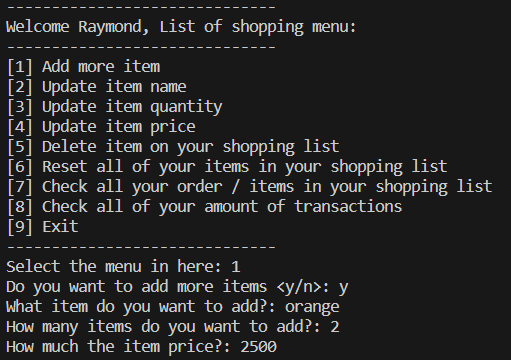 ------------------------------
Welcome Raymond, List of shopping menu:
------------------------------
[1] Add more item
[2] Update item name
[3] Update item quantity
[4] Update item price
[5] Delete item on your shopping list
[6] Reset all of your items in your shopping list
[7] Check all your order / items in your shopping list
[8] Check all of your amount of transactions
[9] Exit
------------------------------
Select the menu in here: 1
Do you want to add more items <y/n>: y
What item do you want to add?: orange
How many items do you want to add?: 2
How much the item price?: 2500